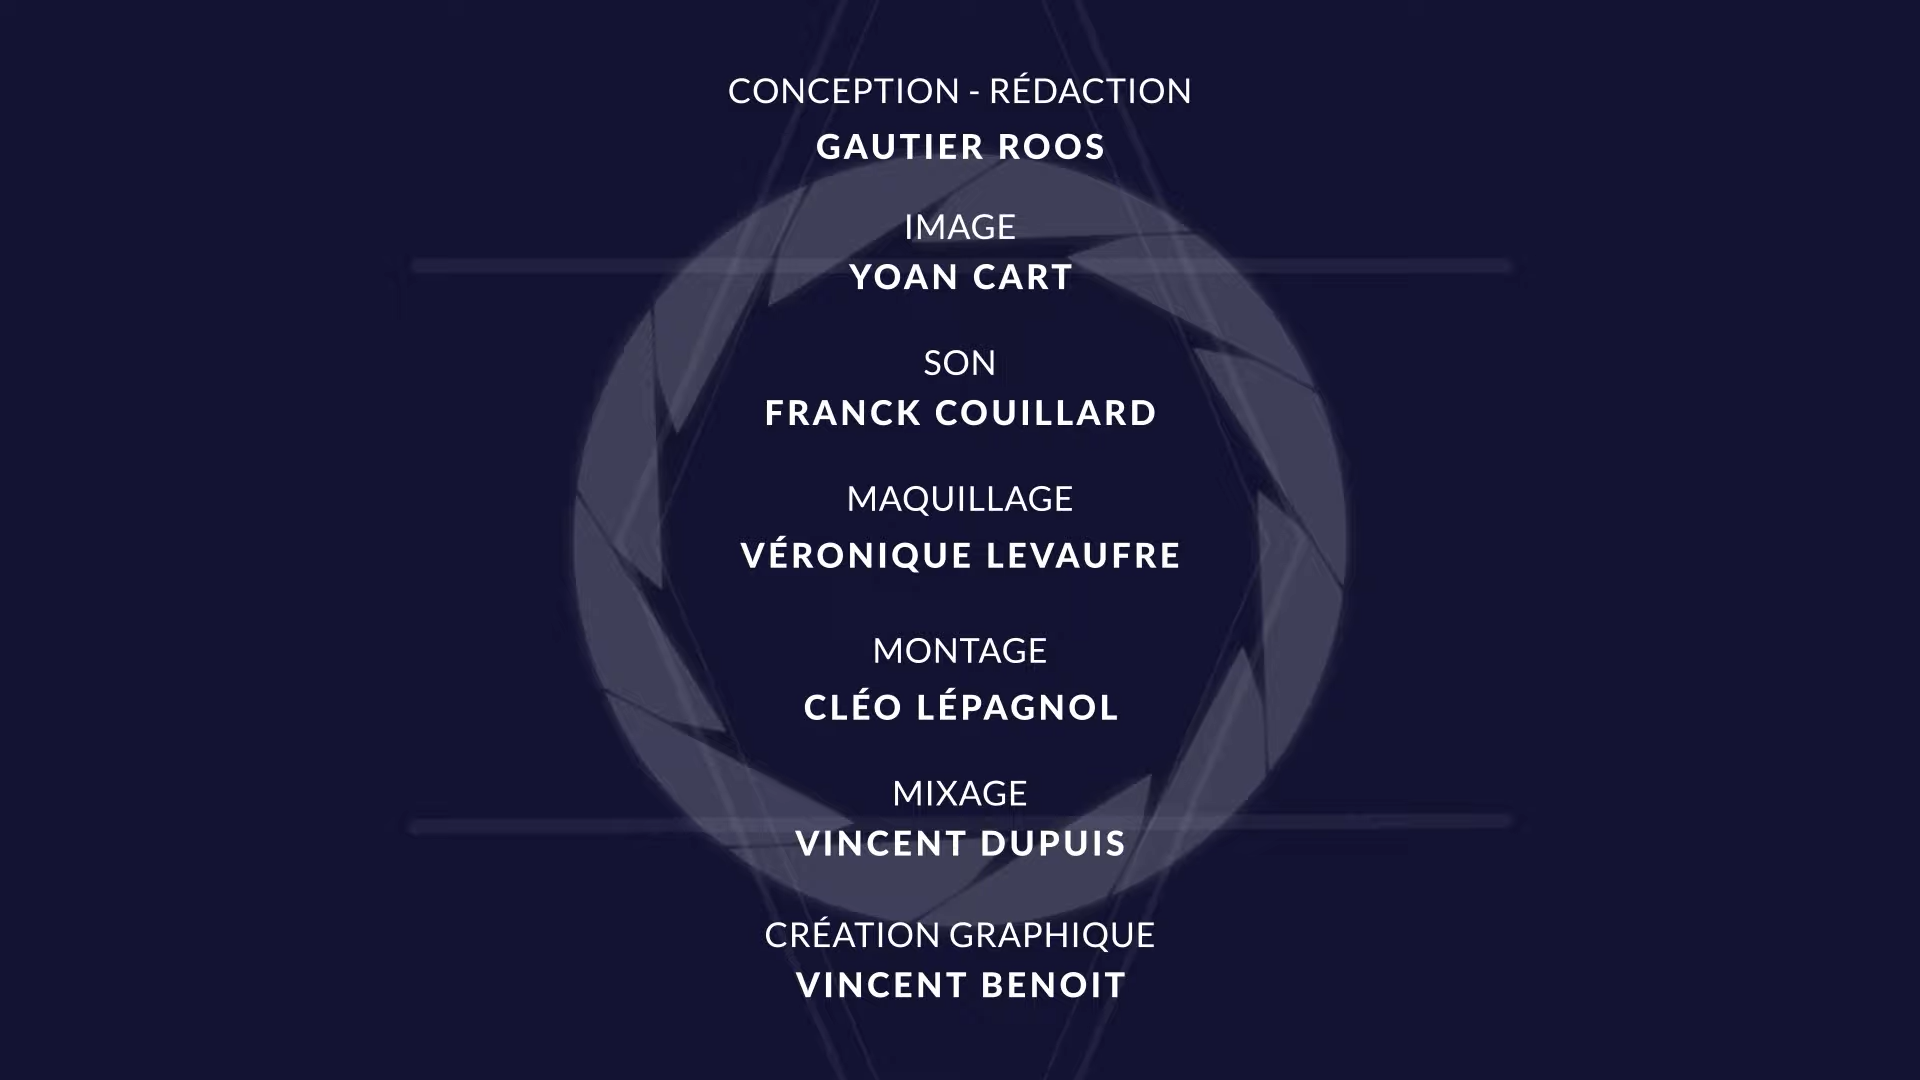 CONCEPTION - RÉDACTION
GAUTIER ROOS
IMAGE
YOAN CART
SON
FRANCK COUILLARD
MAQUILLAGE
VÉRONIQUE LEVAUFRE
MONTAGE
CLÉO LÉPAGNOL
MIXAGE
VINCENT DUPUIS
CRÉATION GRAPHIQUE
VINCENT BENOIT